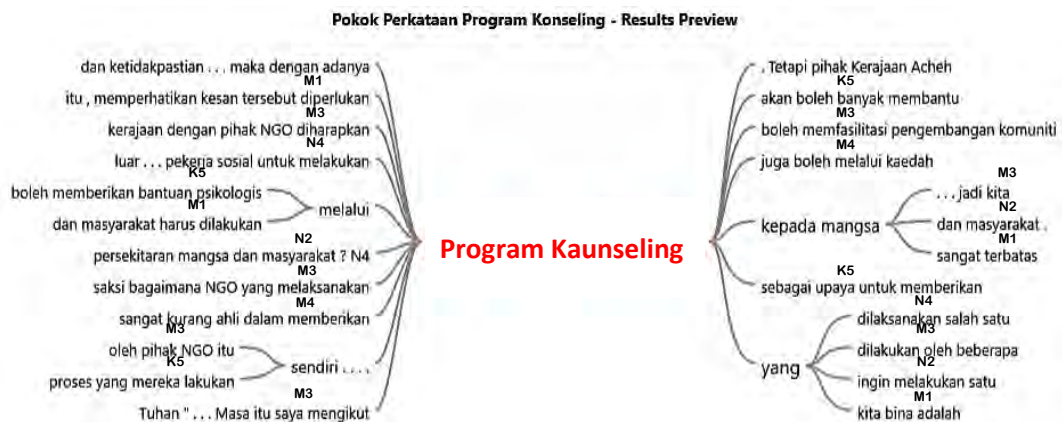 Pokok Perkataan Program Konseling - Results Preview
dan ketidakpastian . . . maka dengan adanya
M1
itu , memperhatikan kesan tersebut diperlukan
M3
kerajaan dengan pihak NGO diharapkan
N4
luar . . . pekerja sosial untuk melakukan
K5
boleh memberikan bantuan psikologis
M1
dan masyarakat harus dilakukan
melalui
N2
persekitaran mangsa dan masyarakat ? N4
M3
saksi bagaimana NGO yang melaksanakan
M4
sangat kurang ahli dalam memberikan
M3
oleh pihak NGO itu
K5
proses yang mereka lakukan
sendiri . . . .
M3
Tuhan " . . . Masa itu saya mengikut
Program Kaunseling
. Tetapi pihak Kerajaan Acheh
K5
akan boleh banyak membantu
M3
boleh memfasilitasi pengembangan komuniti
M4
juga boleh melalui kaedah
kepada mangsa
M3
. . . jadi kita
N2
dan masyarakat .
M1
sangat terbatas
K5
sebagai upaya untuk memberikan
yang
N4
dilaksanakan salah satu
M3
dilakukan oleh beberapa
N2
ingin melakukan satu
M1
kita bina adalah